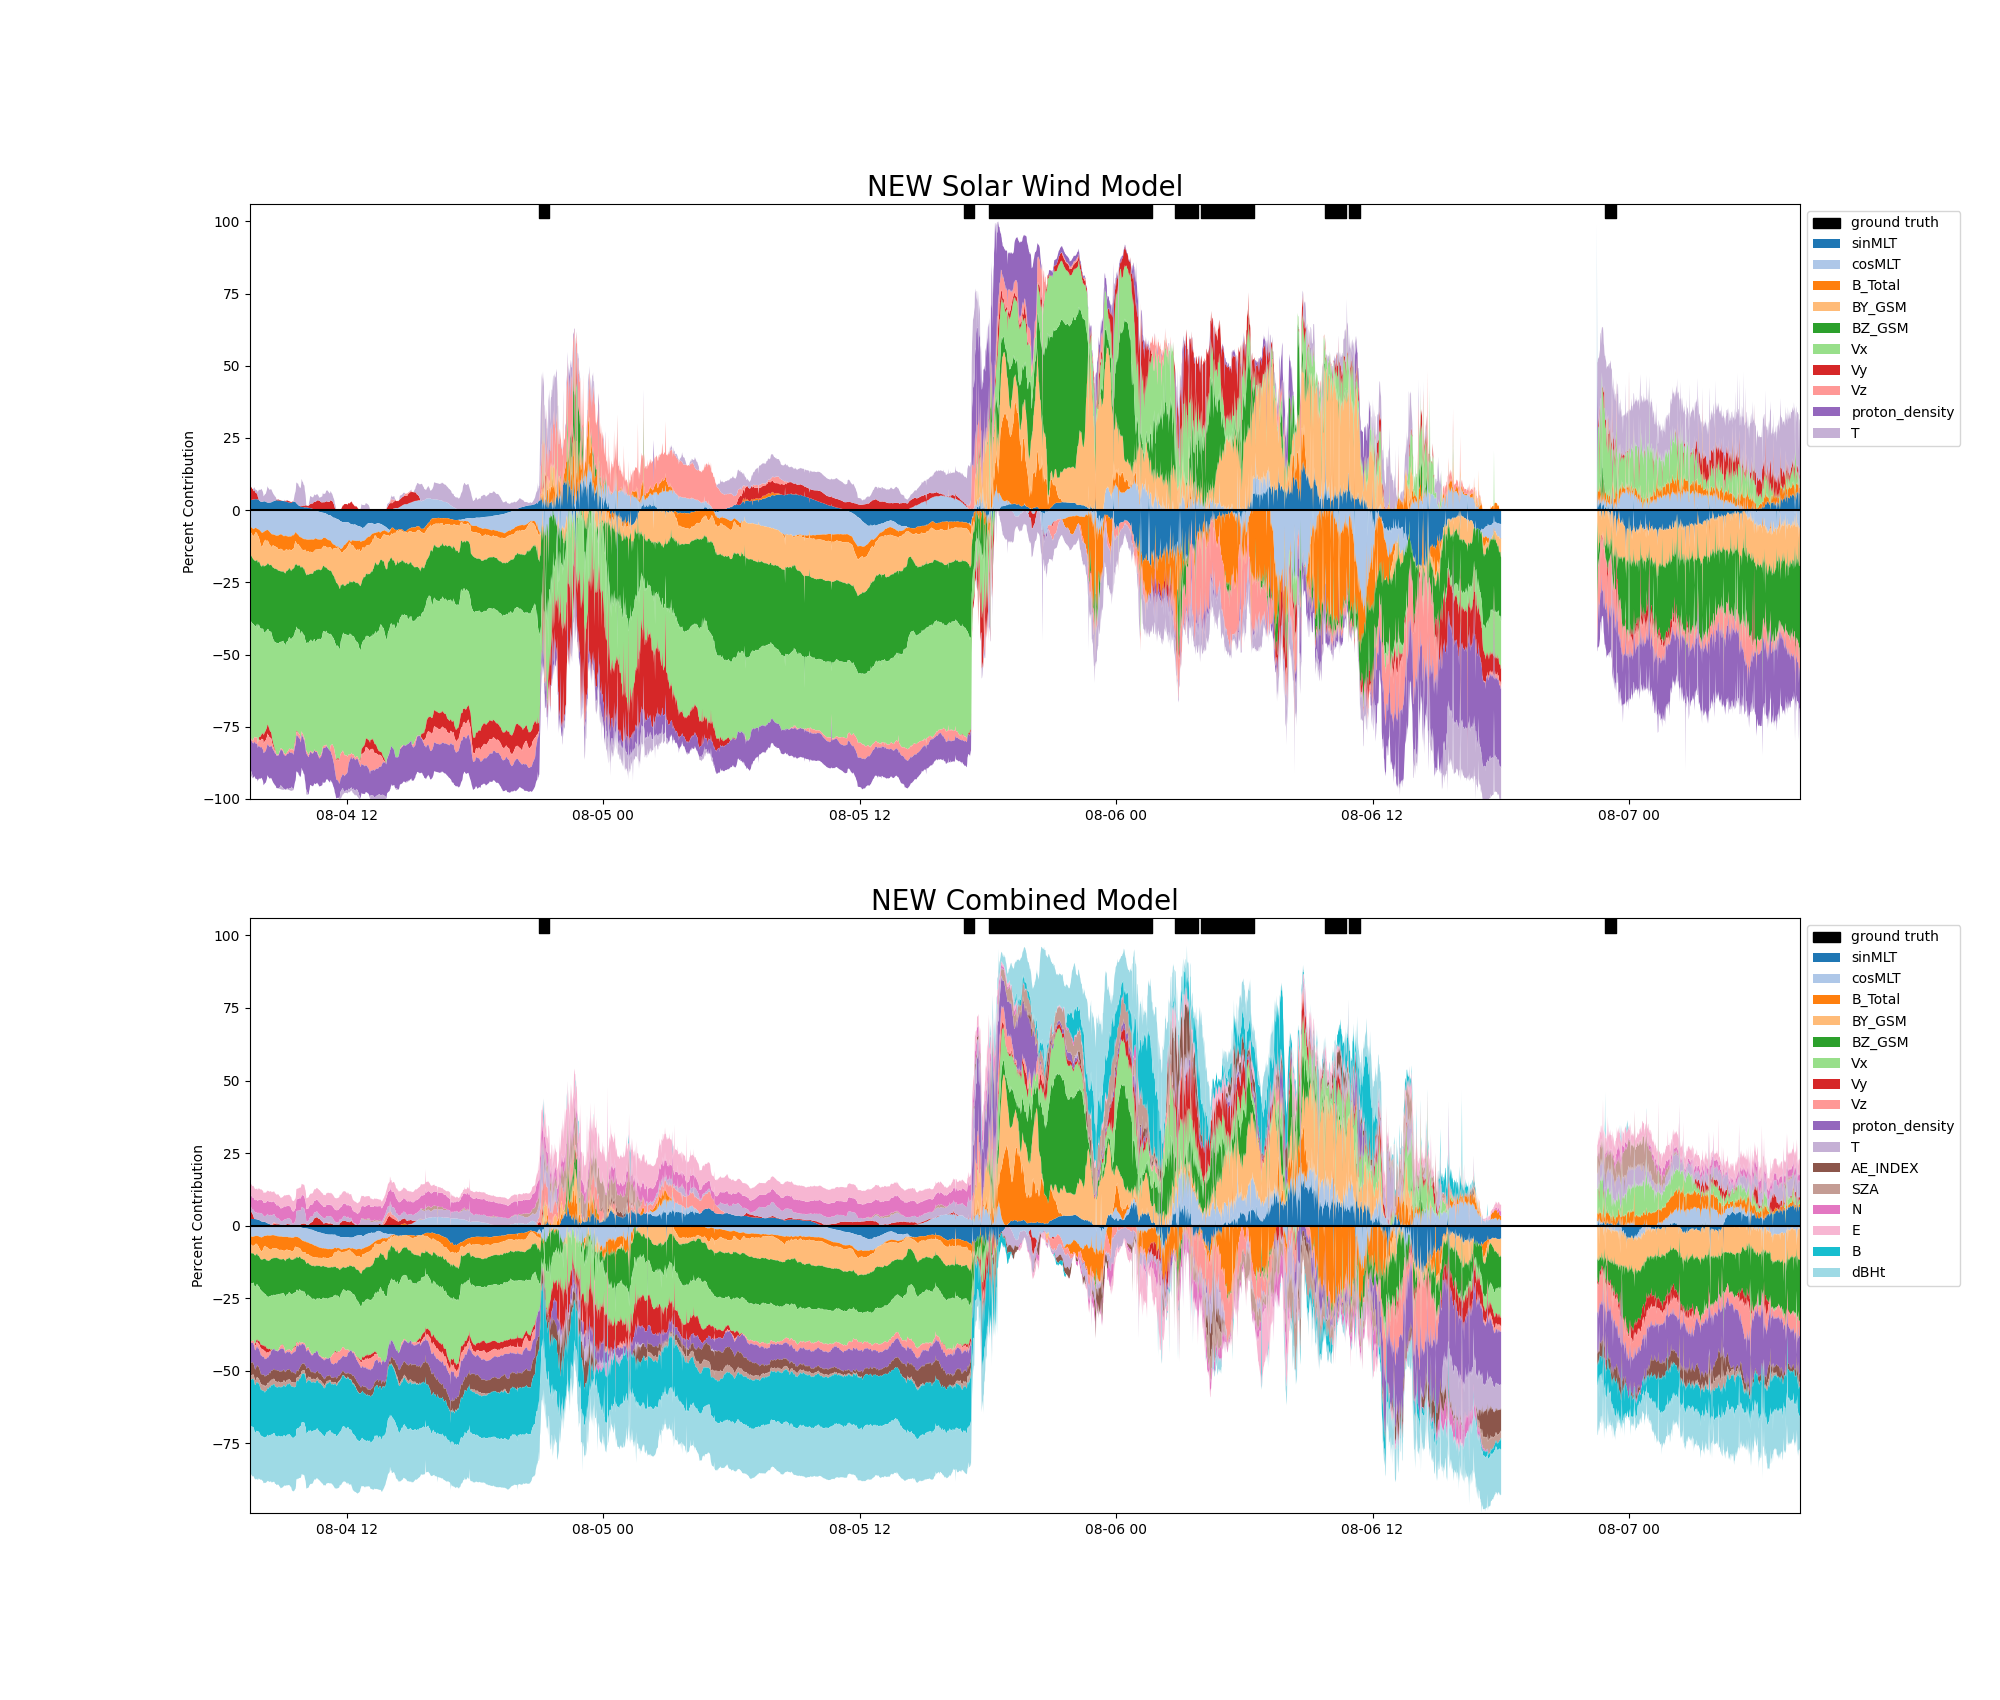 NEW Solar Wind Model
Percent Contribution
100
75
50
25
0
−25
−50
−75
−100
08-04 12
08-05 00
08-05 12
08-06 00
08-06 12
08-07 00
ground truth
sinMLT
cosMLT
B_Total
BY_GSM
BZ_GSM
Vx
Vy
Vz
proton_density
T
NEW Combined Model
Percent Contribution
100
75
50
25
0
−25
−50
−75
08-04 12
08-05 00
08-05 12
08-06 00
08-06 12
08-07 00
ground truth
sinMLT
cosMLT
B_Total
BY_GSM
BZ_GSM
Vx
Vy
Vz
proton_density
T
AE_INDEX
SZA
N
E
B
dBHt